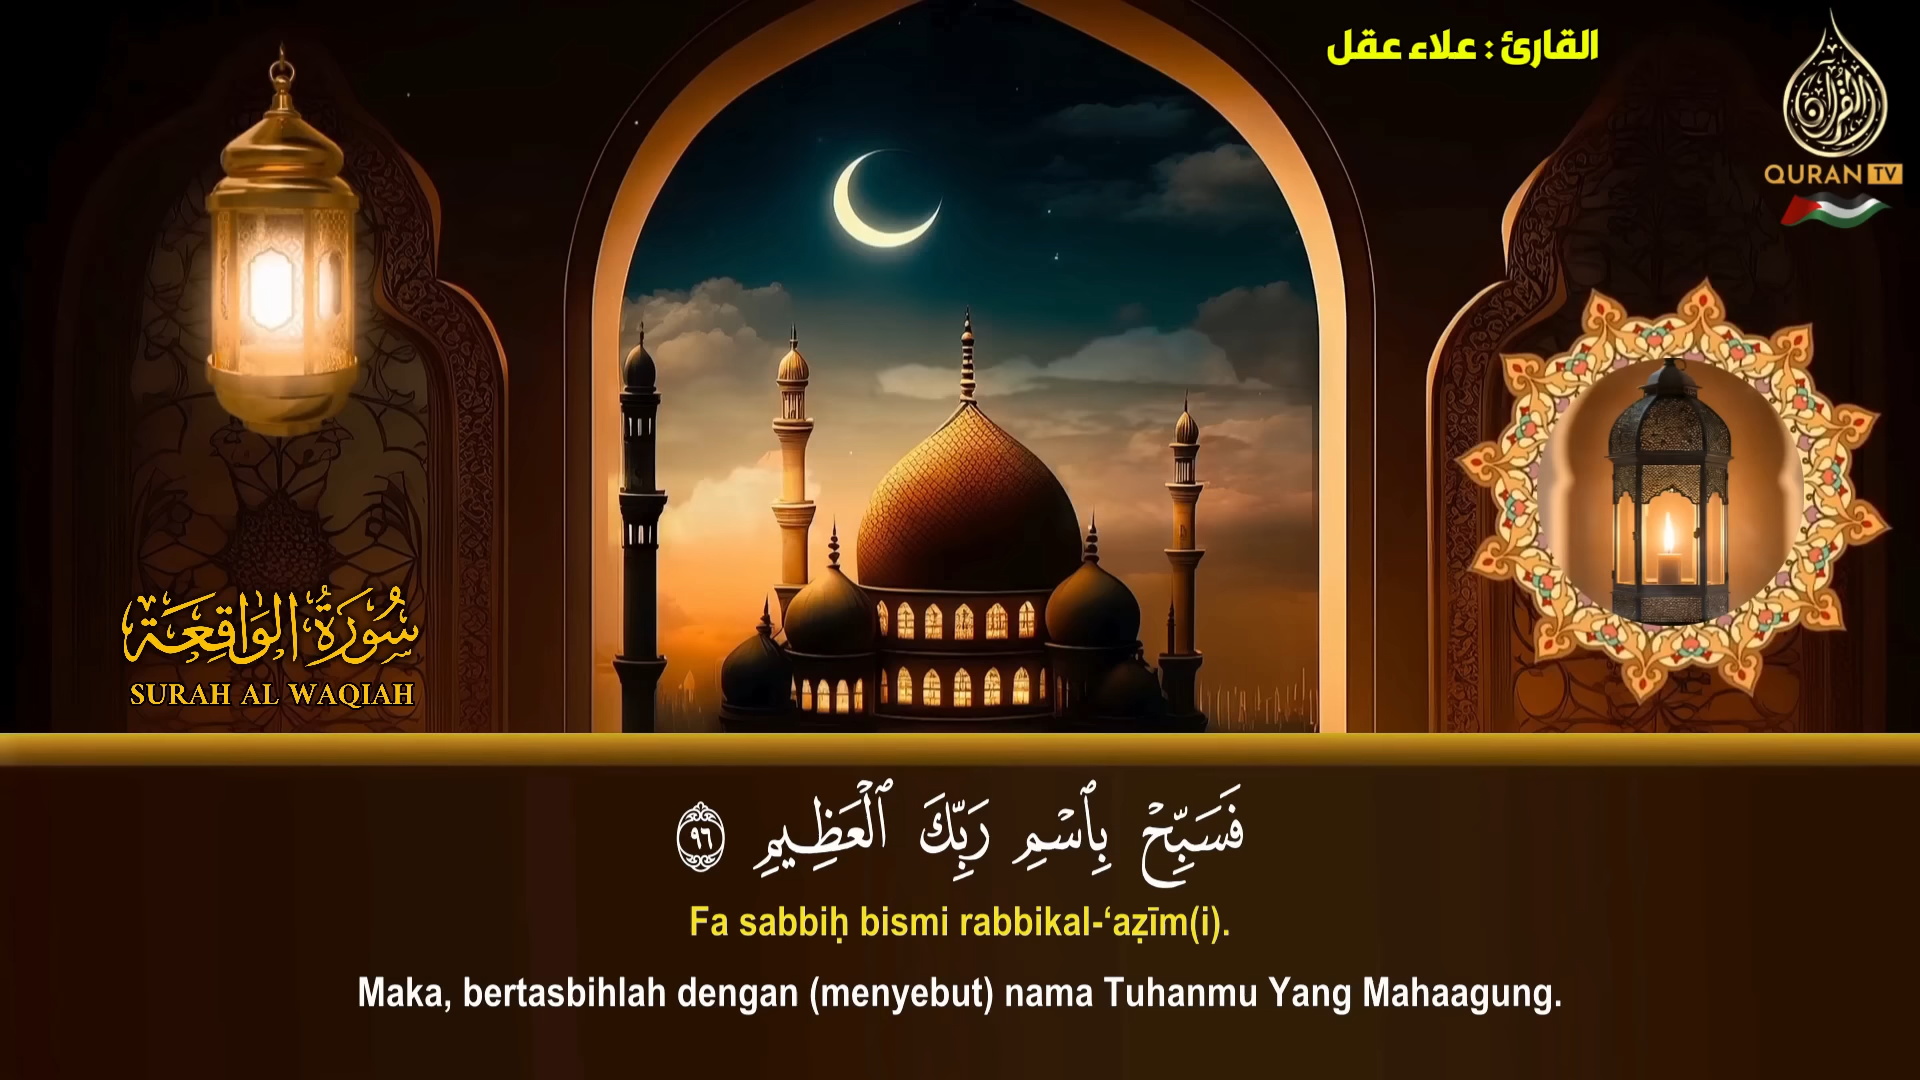 القارئ : علاء عقل
القرآن
QURAN TV
سُورَةُ الوَاقِعَة
SURAH AL WAQIAH
فَسَبِّحْ بِٱسْمِ رَبِّكَ ٱلْعَظِيمِ ٩٦
Fa sabbiḥ bismi rabbikal-‘aẓīm(i).
Maka, bertasbihlah dengan (menyebut) nama Tuhanmu Yang Mahaagung.